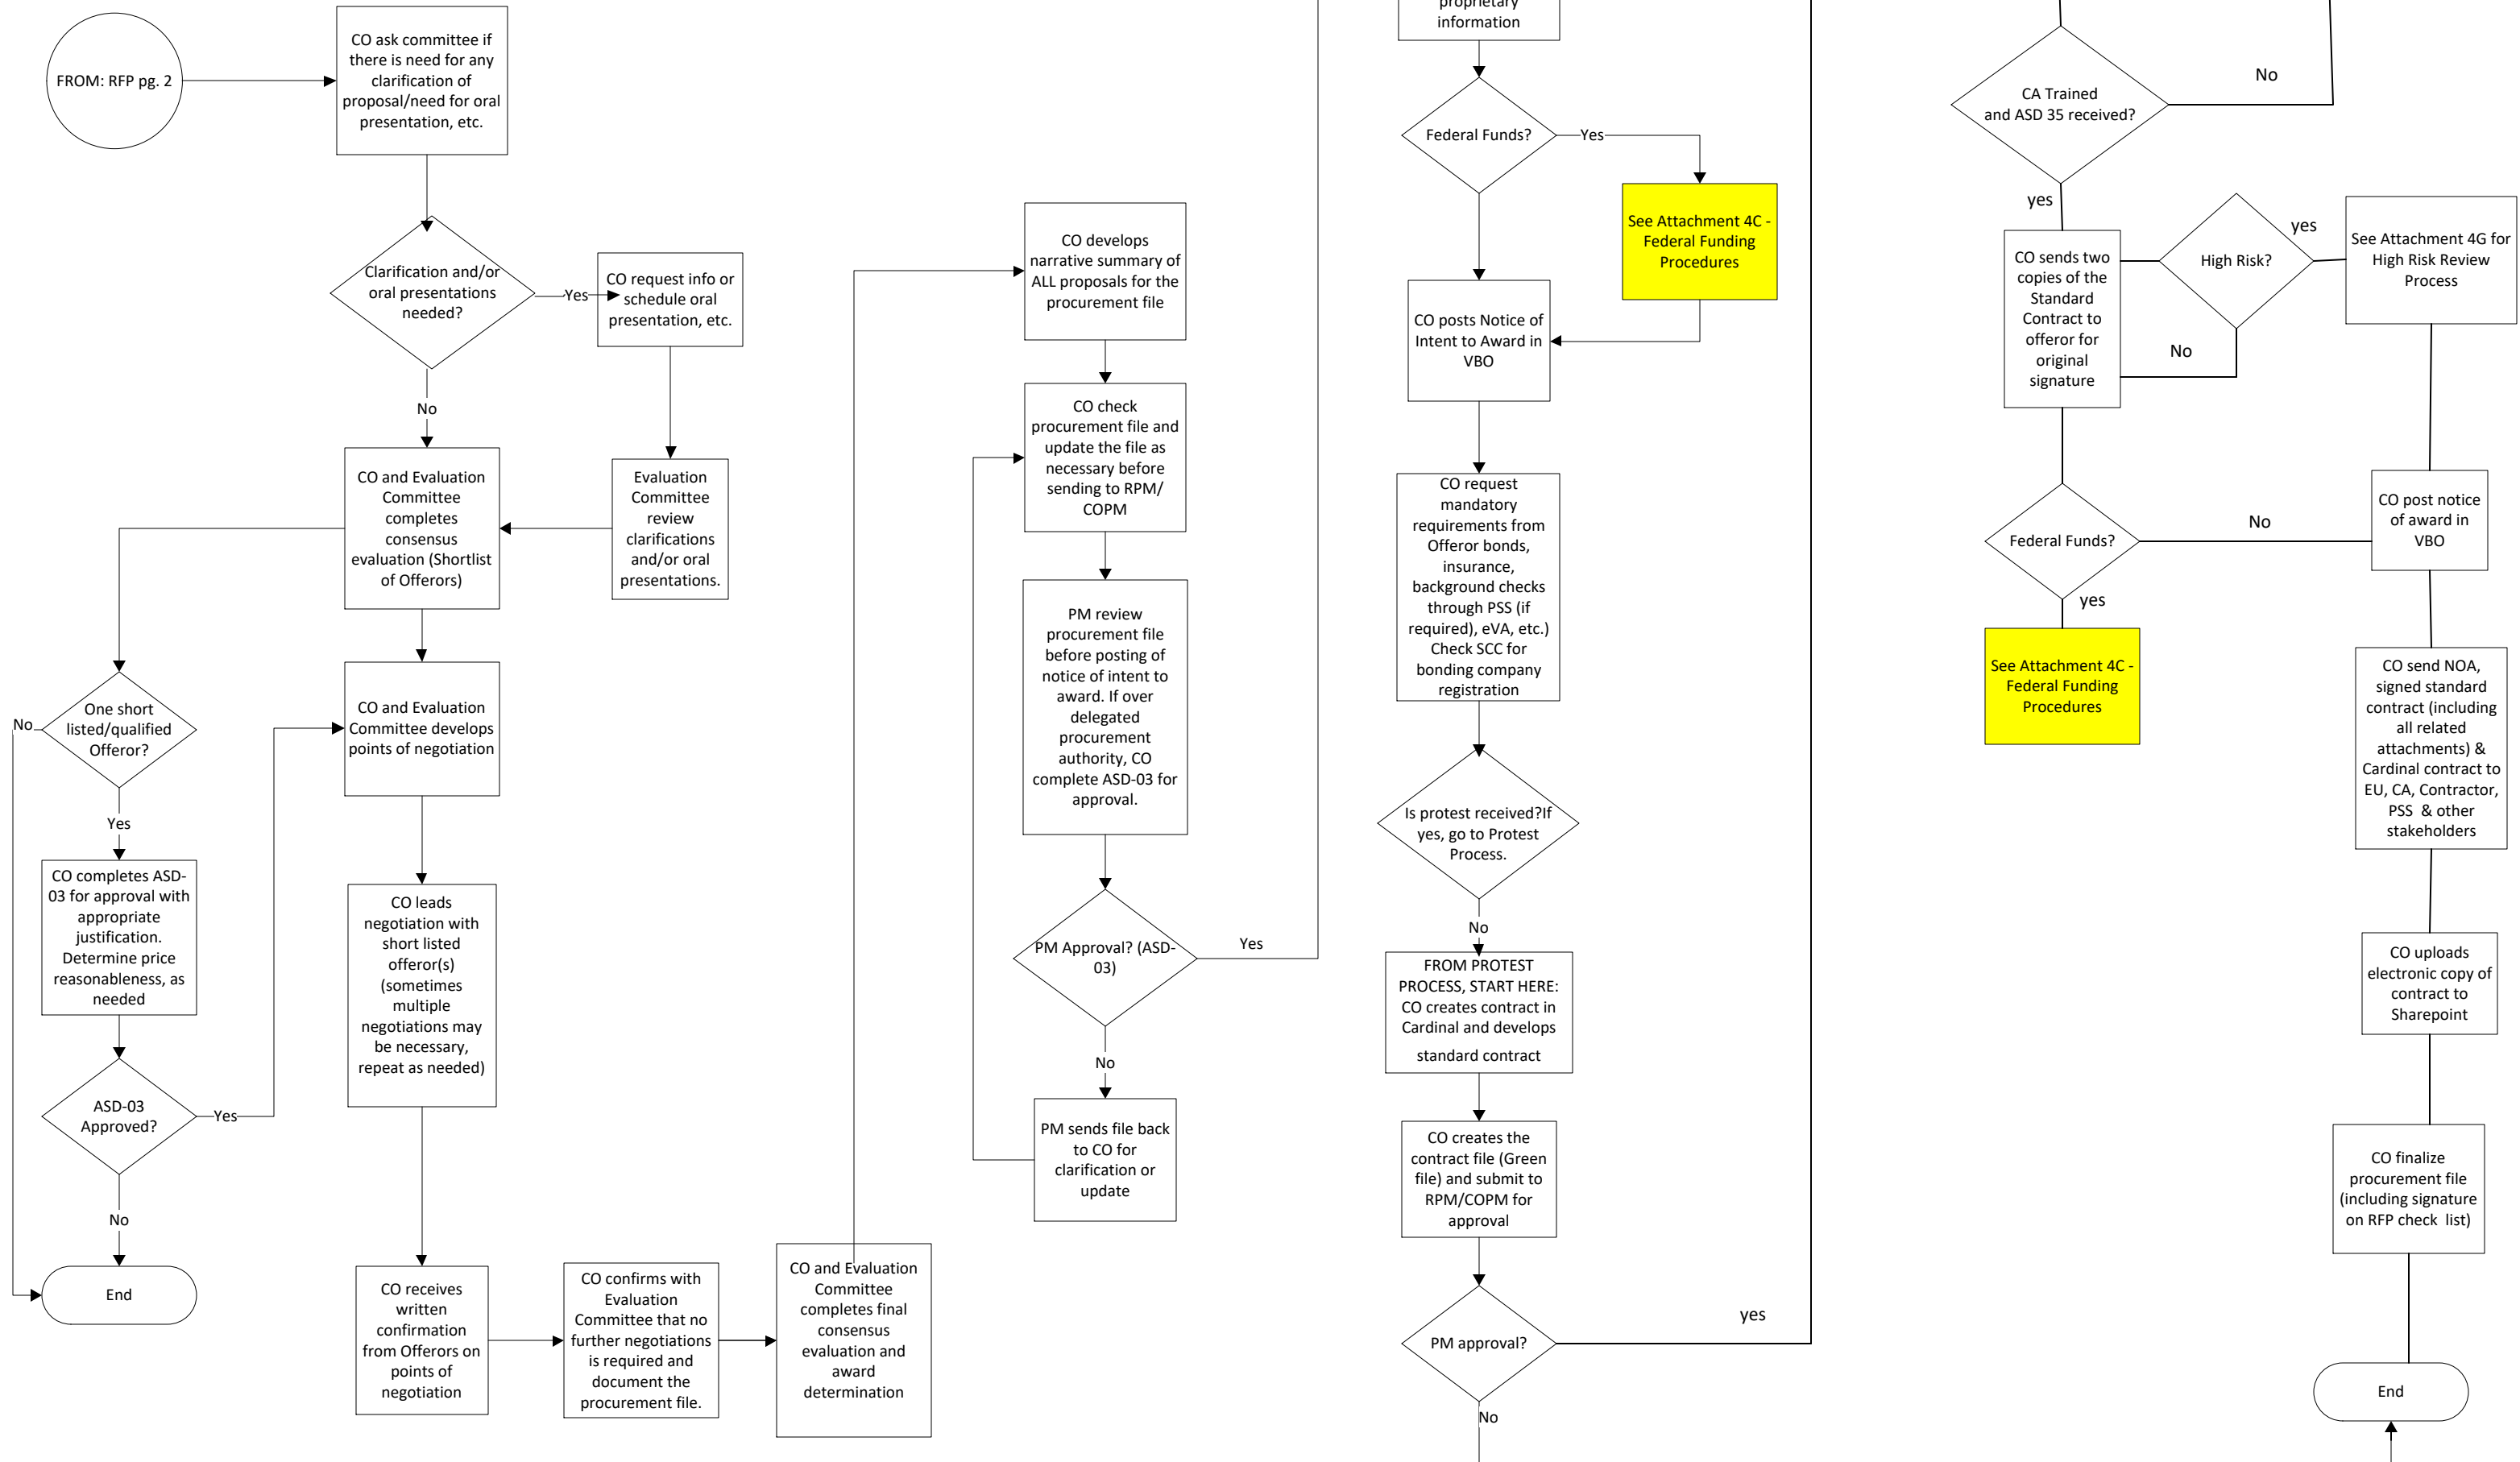 FROM: RFP pg. 2
CO ask committee if
there is need for any
clarification of
proposal/need for oral
presentation, etc.
Clarification and/or
oral presentations
needed?
Yes
CO request info or
schedule oral
presentation, etc.
No
CO and Evaluation
Committee
completes
consensus
evaluation (Shortlist
of Offerors)
Evaluation
Committee
review
clarifications
and/or oral
presentations.
One short
listed/qualified
Offeror?
No
Yes
CO completes ASD-
03 for approval with
appropriate
justification.
Determine price
reasonableness, as
needed
ASD-03
Approved?
Yes
No
End
CO and Evaluation
Committee develops
points of negotiation
CO leads
negotiation with
short listed
offeror(s)
(sometimes
multiple
negotiations may
be necessary,
repeat as needed)
CO receives
written
confirmation
from Offerors on
points of
negotiation
CO confirms with
Evaluation
Committee that no
further negotiations
is required and
document the
procurement file.
CO and Evaluation
Committee
completes final
consensus
evaluation and
award
determination
CO develops
narrative summary of
ALL proposals for the
procurement file
CO check
procurement file and
update the file as
necessary before
sending to RPM/
COPM
PM review
procurement file
before posting of
notice of intent to
award. If over
delegated
procurement
authority, CO
complete ASD-03 for
approval.
PM Approval? (ASD-
03)
Yes
No
PM sends file back
to CO for
clarification or
update
proprietary
information
Federal Funds?
Yes
See Attachment 4C -
Federal Funding
Procedures
CO posts Notice of
Intent to Award in
VBO
CO request
mandatory
requirements from
Offeror bonds,
insurance,
background checks
through PSS (if
required), eVA, etc.)
Check SCC for
bonding company
registration
Is protest received?If
yes, go to Protest
Process.
No
FROM PROTEST
PROCESS, START HERE:
CO creates contract in
Cardinal and develops
standard contract
CO creates the
contract file (Green
file) and submit to
RPM/COPM for
approval
PM approval?
yes
No
CA Trained
and ASD 35 received?
No
yes
CO sends two
copies of the
Standard
Contract to
offeror for
original
signature
High Risk?
yes
No
See Attachment 4G for
High Risk Review
Process
Federal Funds?
No
yes
See Attachment 4C -
Federal Funding
Procedures
CO post notice
of award in
VBO
CO send NOA,
signed standard
contract (including
all related
attachments) &
Cardinal contract to
EU, CA, Contractor,
PSS & other
stakeholders
CO uploads
electronic copy of
contract to
Sharepoint
CO finalize
procurement file
(including signature
on RFP check list)
End